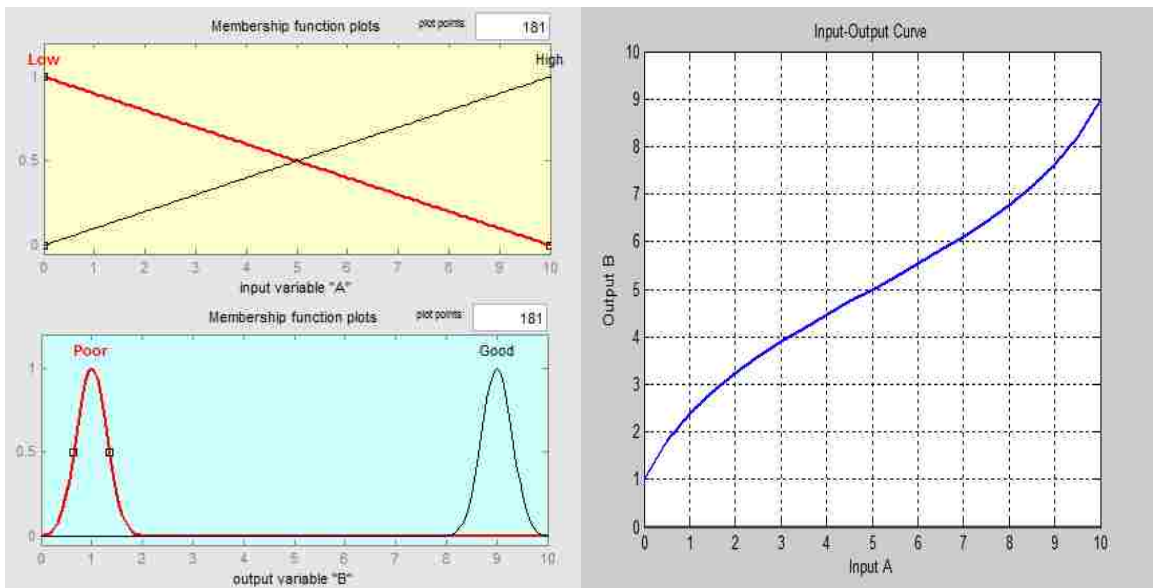 Membership function plots plot points: 181
Low High
1
0.5
0
0 1 2 3 4 5 6 7 8 9 10
input variable "A"
Membership function plots plot points: 181
Poor Good
1
0.5
0
0 1 2 3 4 5 6 7 8 9 10
output variable "B"
Input-Output Curve
10
9
8
7
6
5
4
3
2
1
0
Output B
0 1 2 3 4 5 6 7 8 9 10
Input A